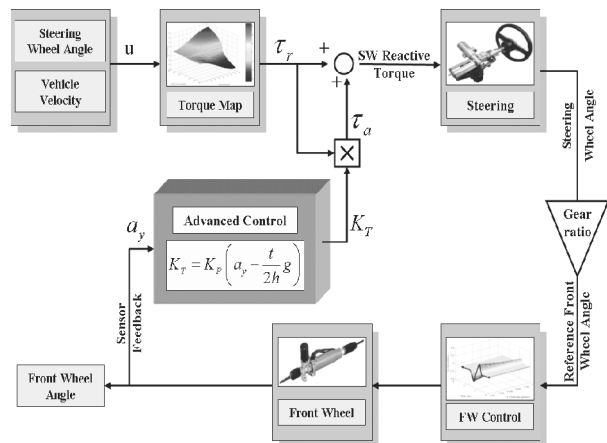 Steering
Wheel Angle
Vehicle
Velocity
u
Torque Map
τr
+
+
SW Reactive
Torque
Steering
τa
×
KT
Steering
Wheel Angle
Gear
ratio
Reference Front
Wheel Angle
ay
Advanced Control
KT = KP(ay − t/2h g)
Sensor
Feedback
Front Wheel
Angle
Front Wheel
FW Control